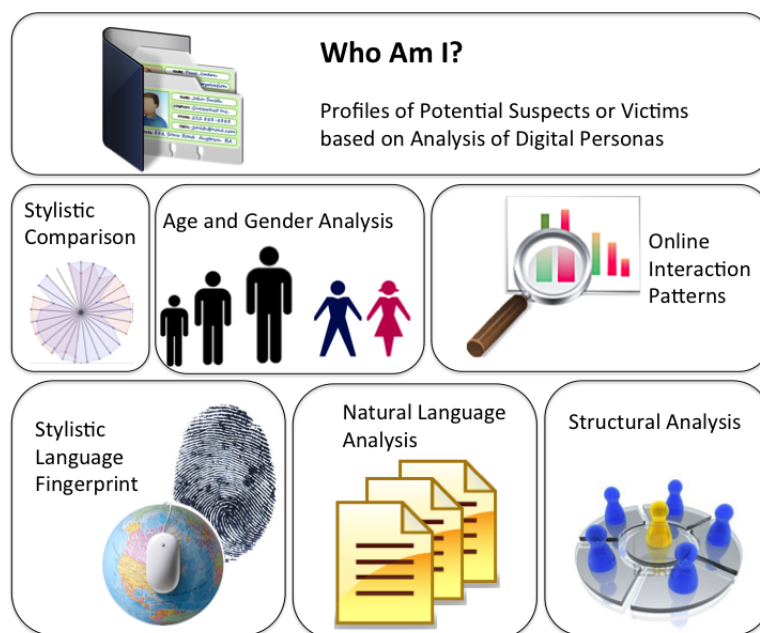 Who Am I?
Profiles of Potential Suspects or Victims
based on Analysis of Digital Personas
Stylistic
Comparison
Age and Gender Analysis
Online
Interaction
Patterns
Stylistic
Language
Fingerprint
Natural Language
Analysis
Structural Analysis